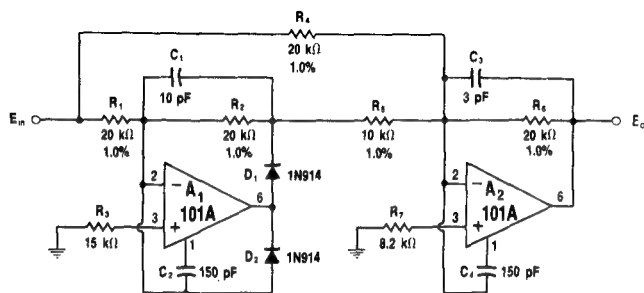 R4
20 kΩ
1.0%
C1
10 pF
C3
3 pF
Ein
R1
20 kΩ
1.0%
R2
20 kΩ
1.0%
R5
10 kΩ
1.0%
R6
20 kΩ
1.0%
D1
1N914
2
−
A1
101A
6
3
+
1
R3
15 kΩ
D2
1N914
C2
150 pF
2
−
A2
101A
6
3
+
1
R7
8.2 kΩ
C4
150 pF